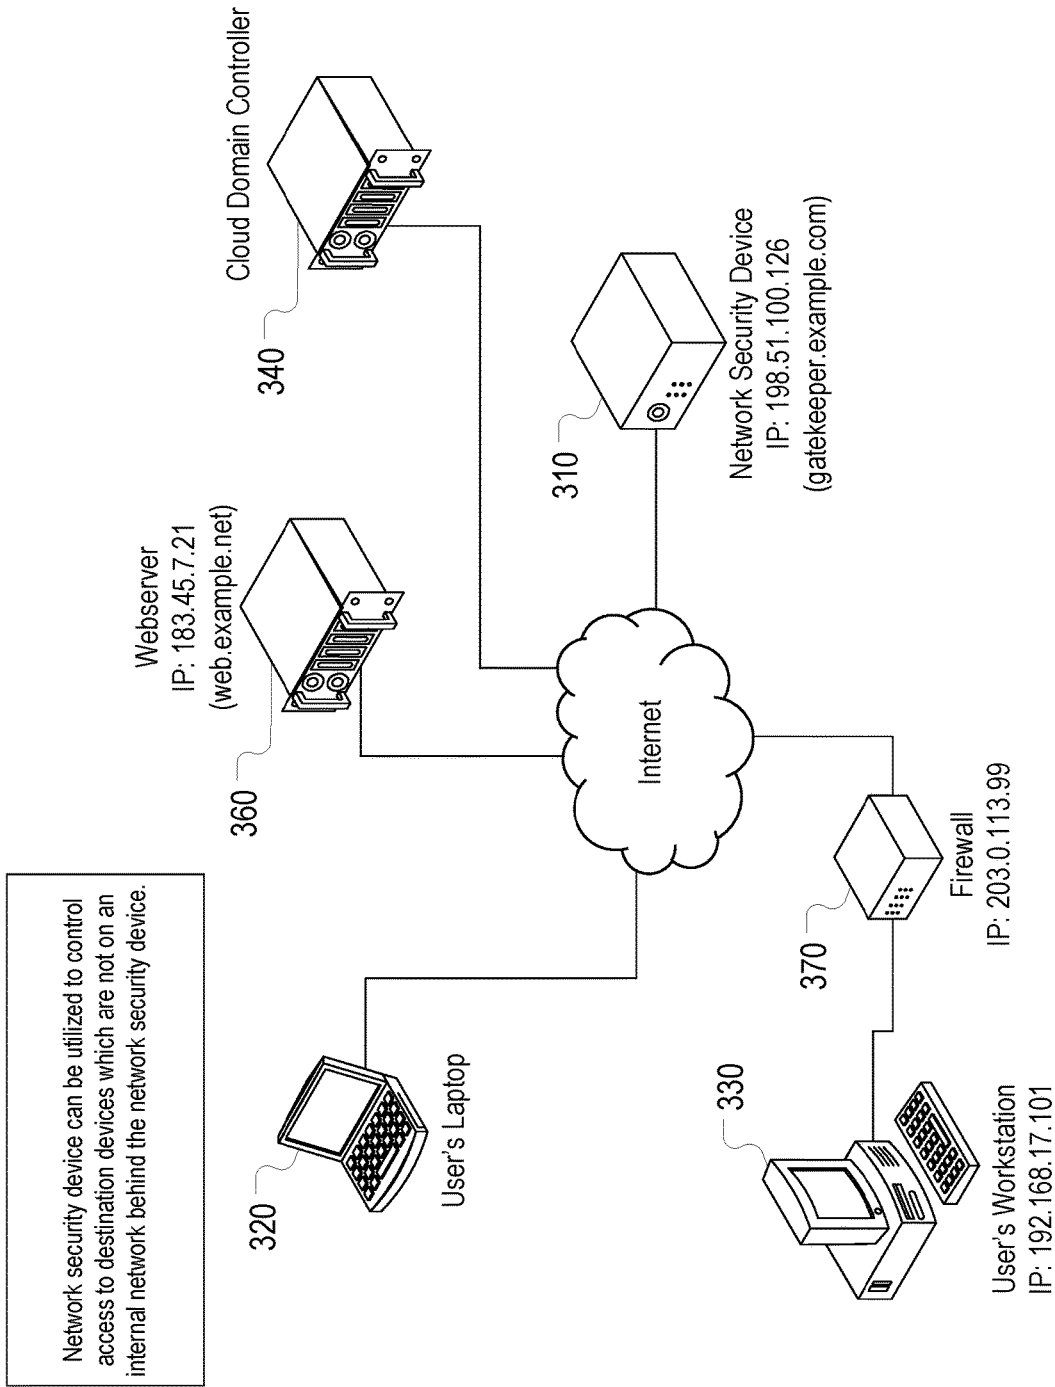 Network security device can be utilized to control
access to destination devices which are not on an
internal network behind the network security device.
Webserver
IP: 183.45.7.21
(web.example.net)
360
Cloud Domain Controller
340
320
User's Laptop
Internet
310
Network Security Device
IP: 198.51.100.126
(gatekeeper.example.com)
330
User's Workstation
IP: 192.168.17.101
370
Firewall
IP: 203.0.113.99